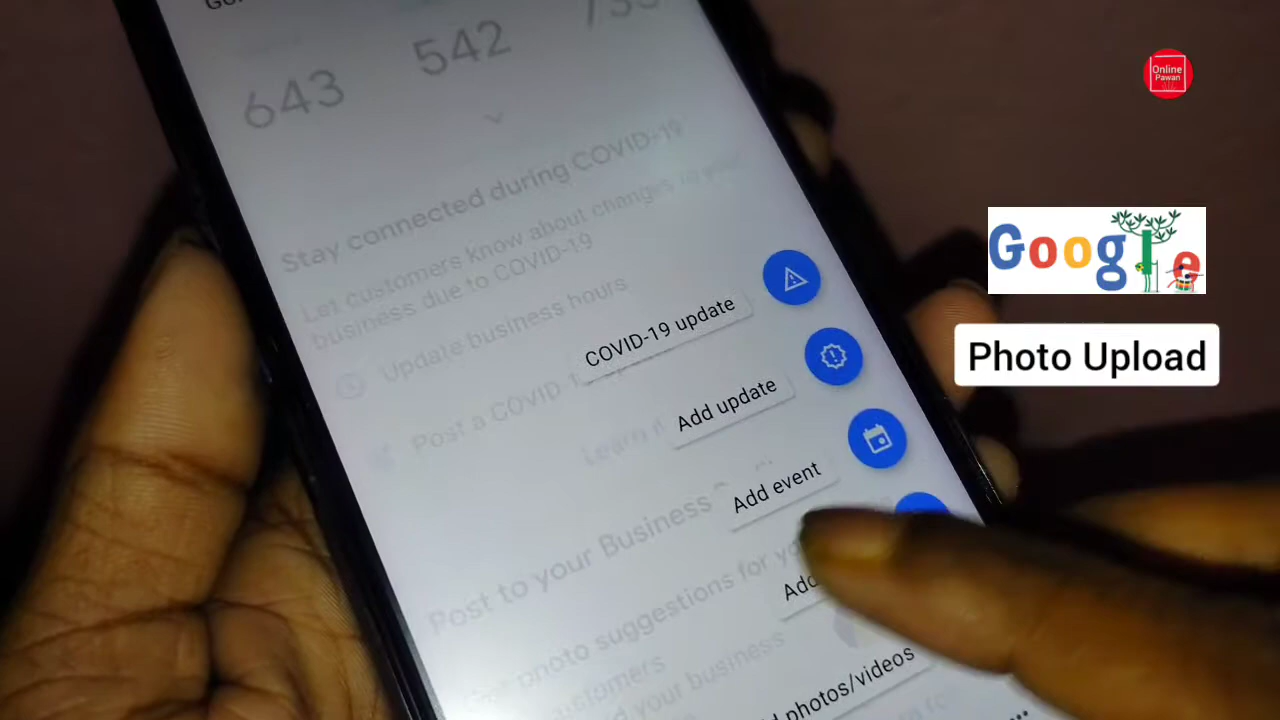 643
542
Stay connected during COVID-19
Let customers know about changes to your
business due to COVID-19
Update business hours
Post a COVID
COVID-19 update
Add update
Add event
Post to your Business
photo suggestions for
Add
customers
your business
photos/videos
Online
Pawan
Google
Photo Upload